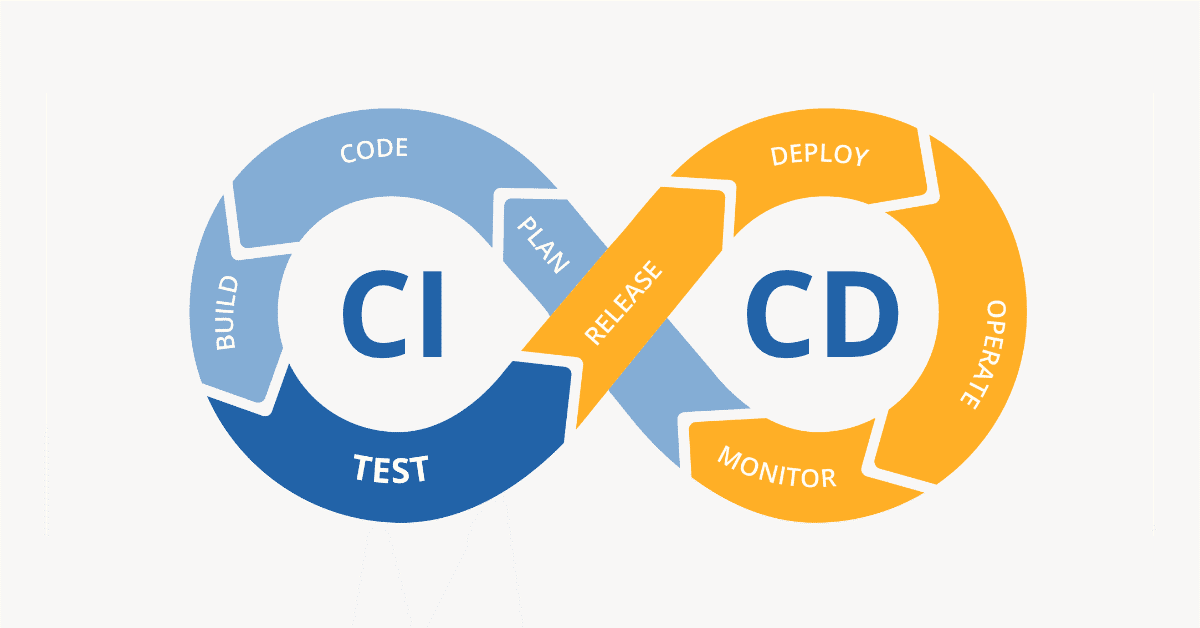 CODE
DEPLOY
PLAN
RELEASE
BUILD
CI
CD
OPERATE
TEST
MONITOR